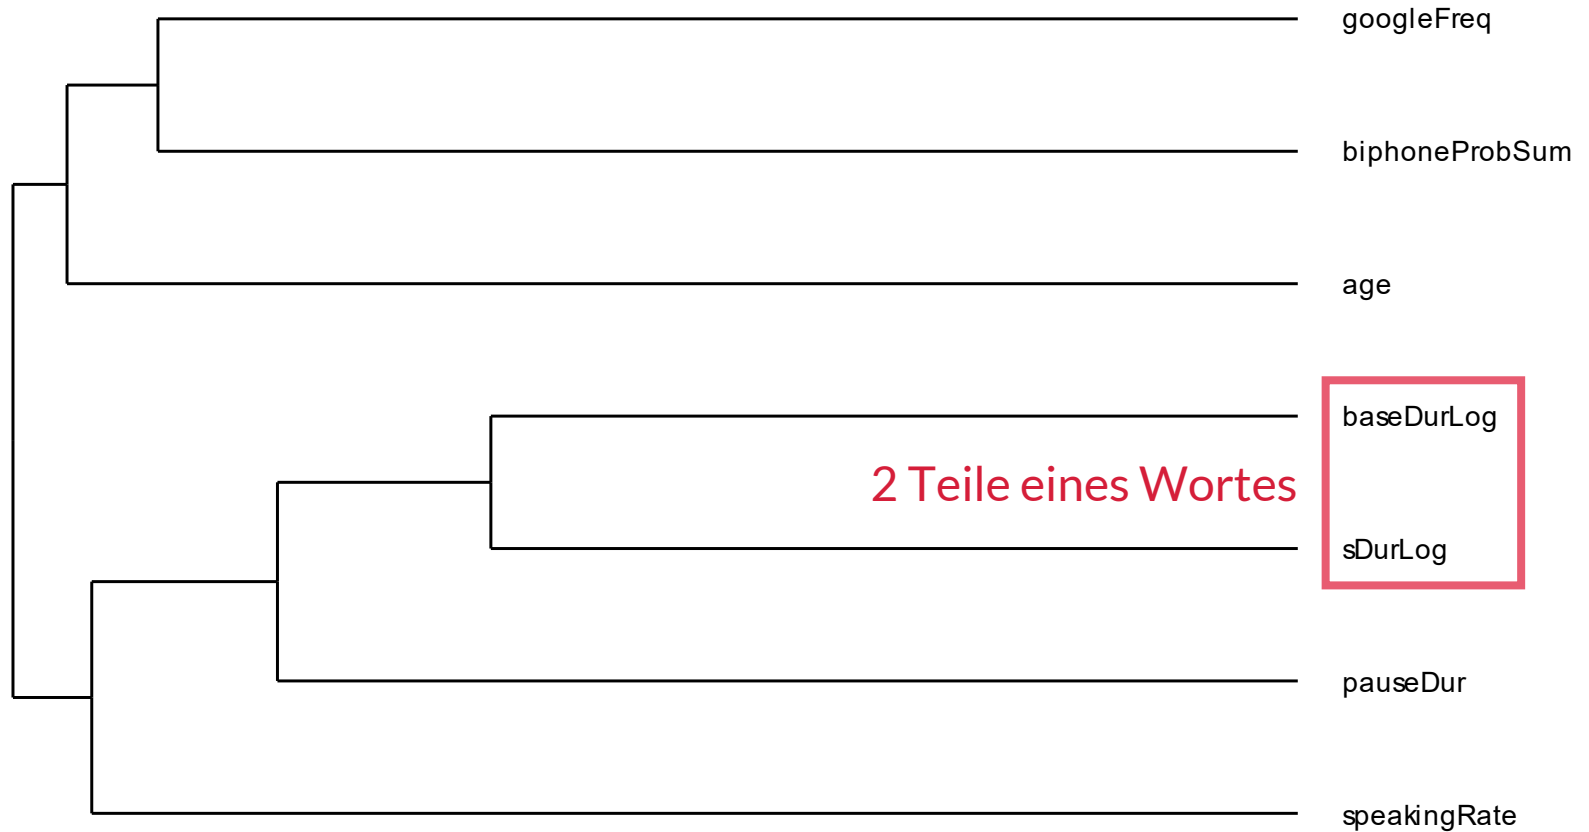 googleFreq
biphoneProbSum
age
baseDurLog
2 Teile eines Wortes
sDurLog
pauseDur
speakingRate